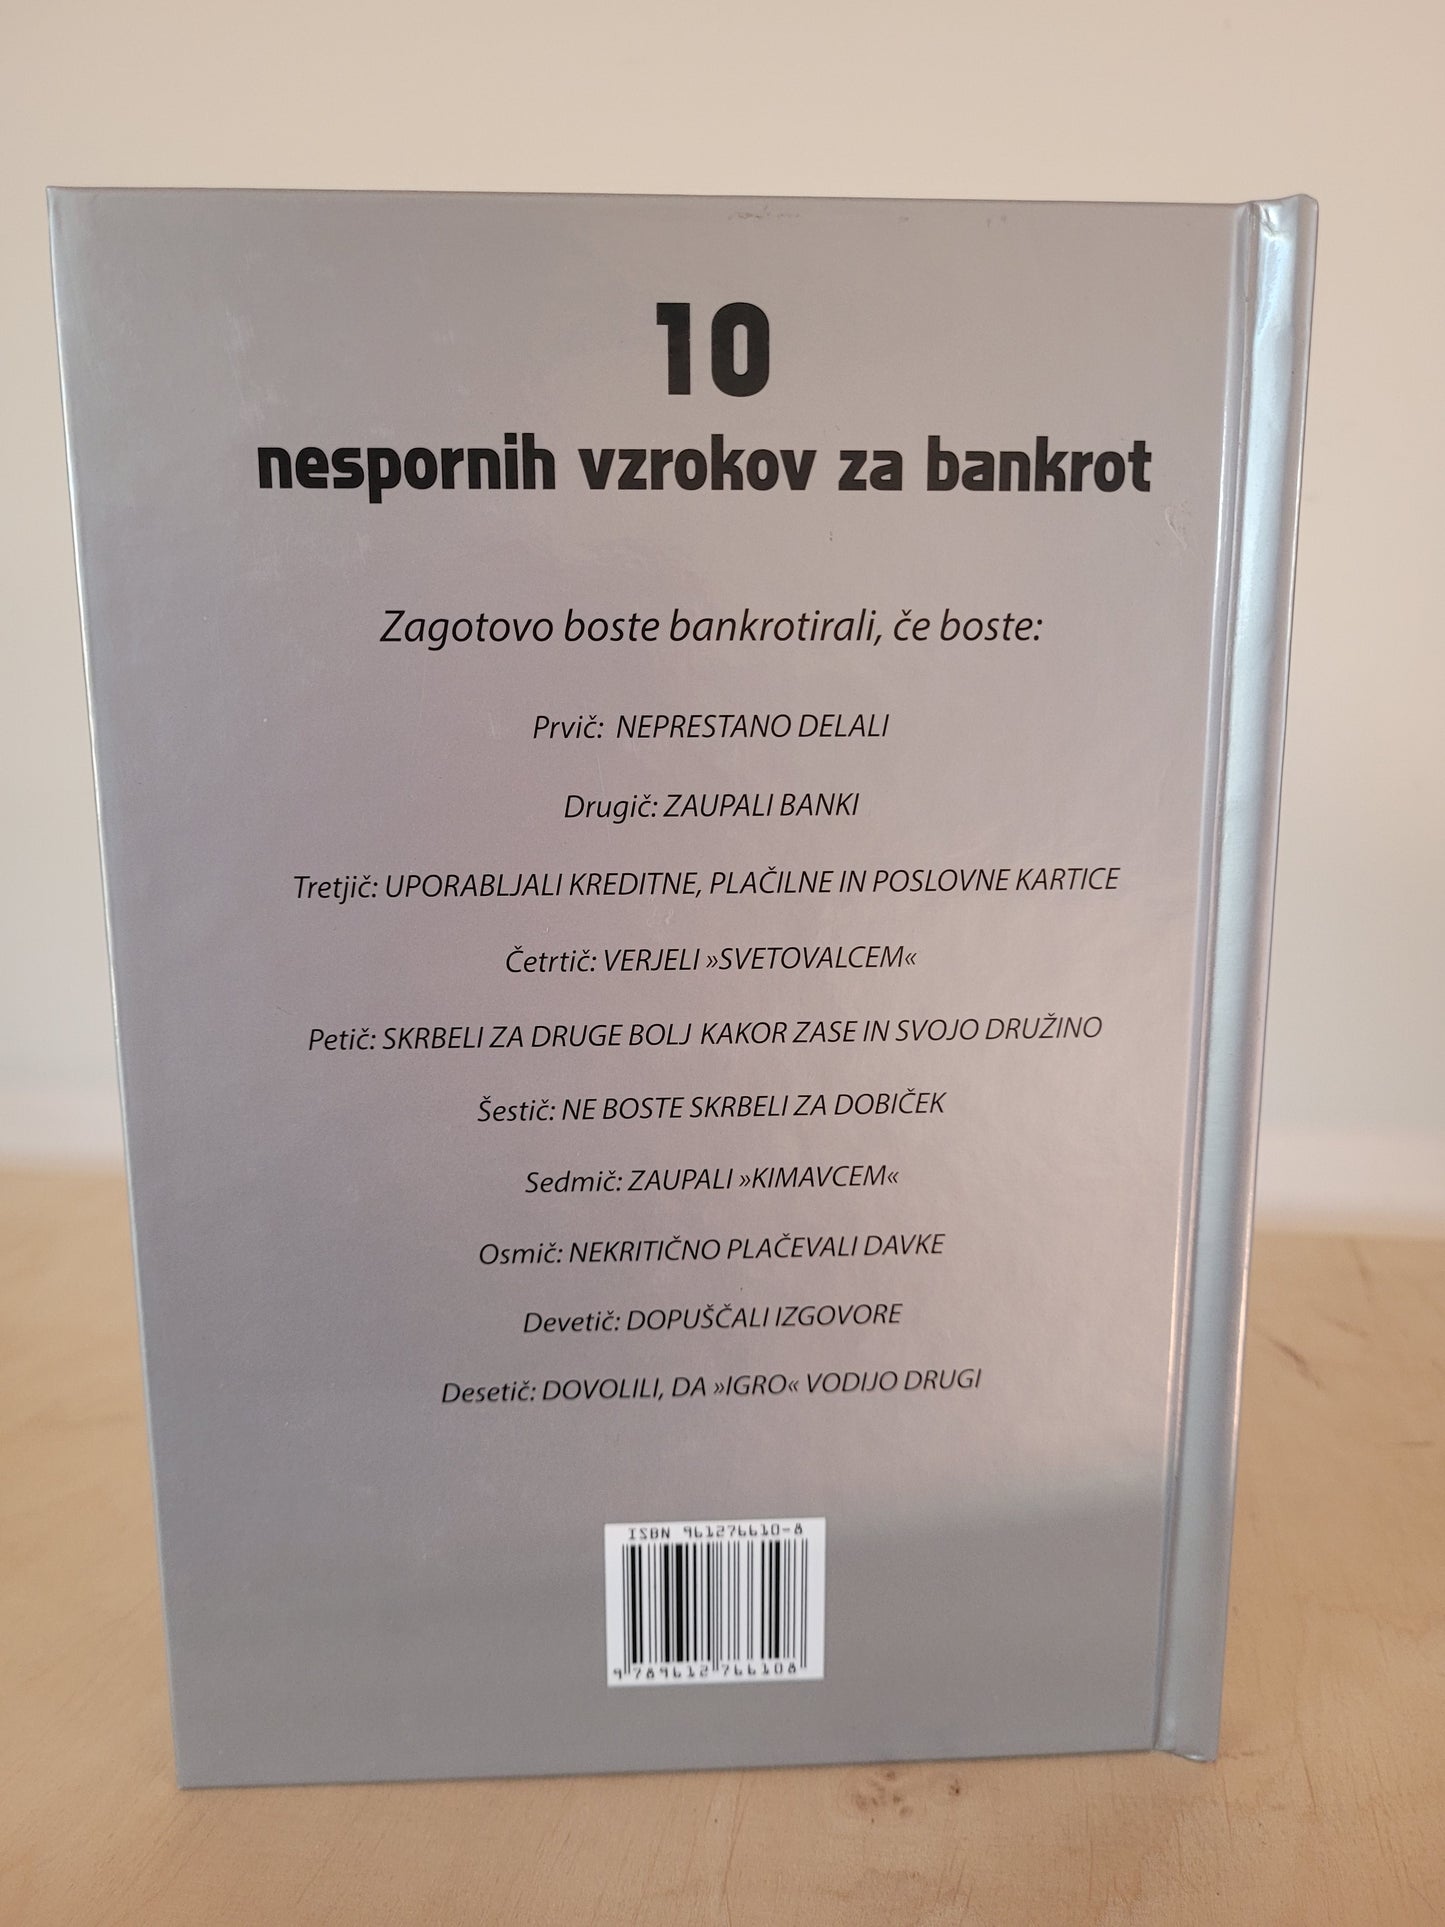 10
nespornih vzrokov za bankrot
Zagotovo boste bankrotirali, če boste:
Prvič: NEPRESTANO DELALI
Drugič: ZAUPALI BANKI
Tretjič: UPORABLJALI KREDITNE, PLAČILNE IN POSLOVNE KARTICE
Četrtič: VERJELI »SVETOVALCEM«
Petič: SKRBELI ZA DRUGE BOLJ KAKOR ZASE IN SVOJO DRUŽINO
Šestič: NE BOSTE SKRBELI ZA DOBIČEK
Sedmič: ZAUPALI »KIMAVCEM«
Osmič: NEKRITIČNO PLAČEVALI DAVKE
Devetič: DOPUŠČALI IZGOVORE
Desetič: DOVOLILI, DA »IGRO« VODIJO DRUGI
ISBN 961276610-8
9 789612 766108